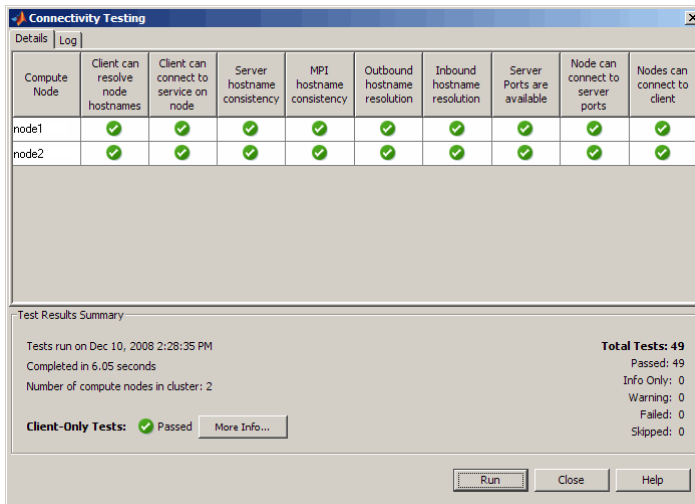 Connectivity Testing
Details Log
Compute Node
Client can resolve node hostnames
Client can connect to service on node
Server hostname consistency
MPI hostname consistency
Outbound hostname resolution
Inbound hostname resolution
Server Ports are available
Node can connect to server ports
Nodes can connect to client
node1
node2
Test Results Summary
Tests run on Dec 10, 2008 2:28:35 PM
Completed in 6.05 seconds
Number of compute nodes in cluster: 2
Client-Only Tests: Passed More Info...
Total Tests: 49
Passed: 49
Info Only: 0
Warning: 0
Failed: 0
Skipped: 0
Run Close Help